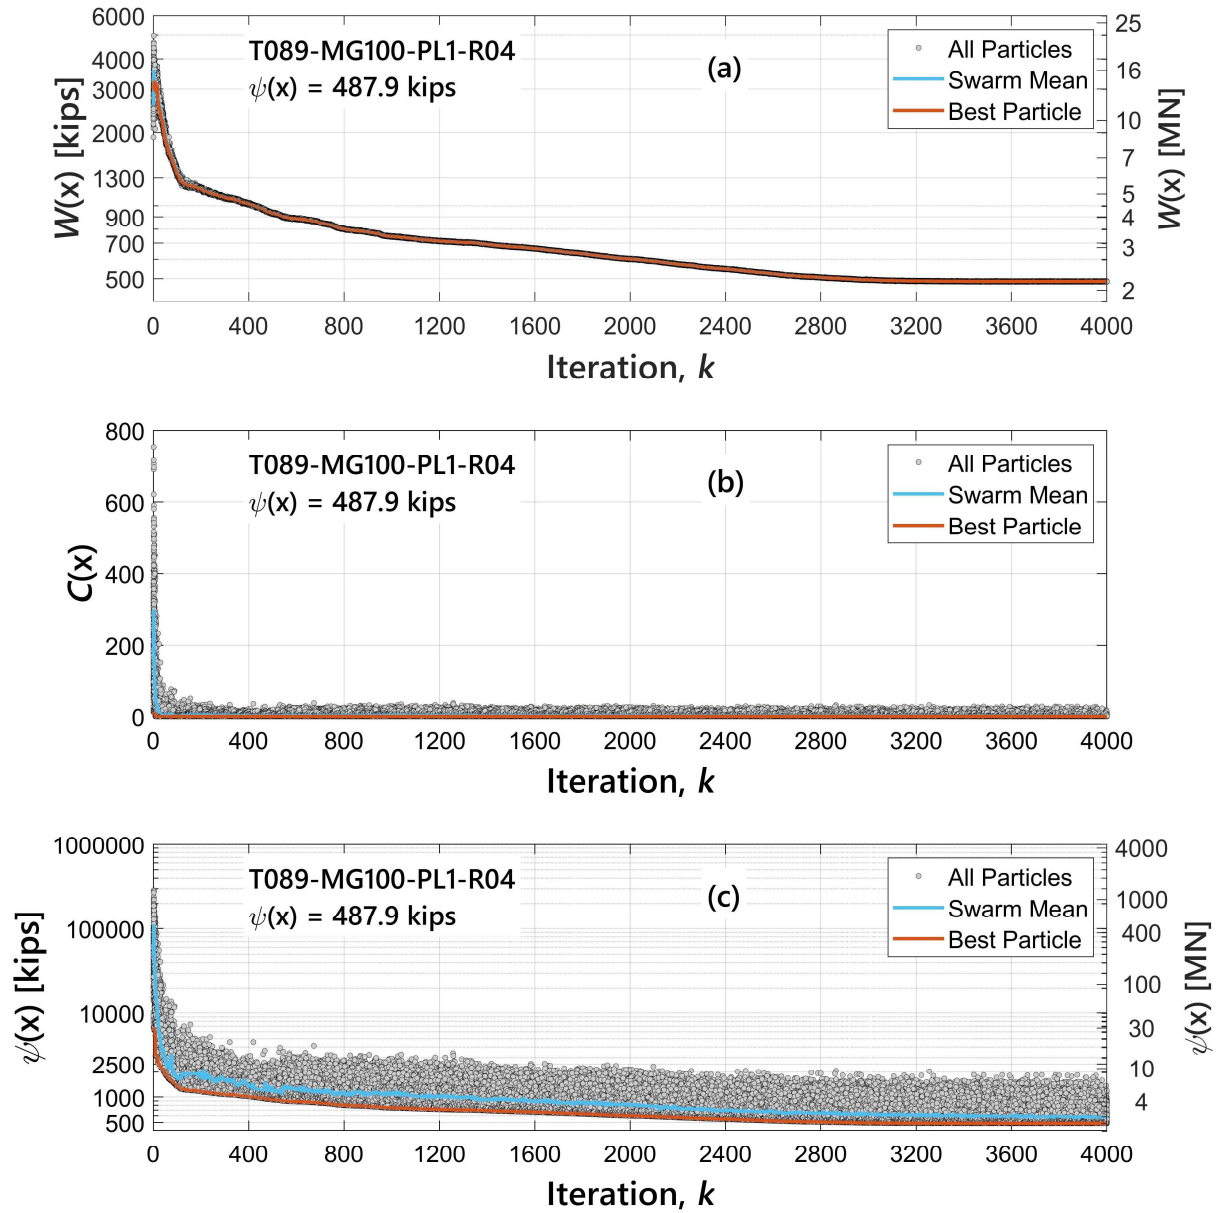 T089-MG100-PL1-R04
ψ(x) = 487.9 kips
(a)
All Particles
Swarm Mean
Best Particle
W(x) [kips]
6000
4000
3000
2000
1300
900
700
500
W(x) [MN]
25
16
10
7
5
4
3
2
0 400 800 1200 1600 2000 2400 2800 3200 3600 4000
Iteration, k
T089-MG100-PL1-R04
ψ(x) = 487.9 kips
(b)
All Particles
Swarm Mean
Best Particle
C(x)
800
600
400
200
0
0 400 800 1200 1600 2000 2400 2800 3200 3600 4000
Iteration, k
T089-MG100-PL1-R04
ψ(x) = 487.9 kips
(c)
All Particles
Swarm Mean
Best Particle
ψ(x) [kips]
1000000
100000
10000
2500
1000
500
ψ(x) [MN]
4000
1000
400
100
30
10
4
0 400 800 1200 1600 2000 2400 2800 3200 3600 4000
Iteration, k